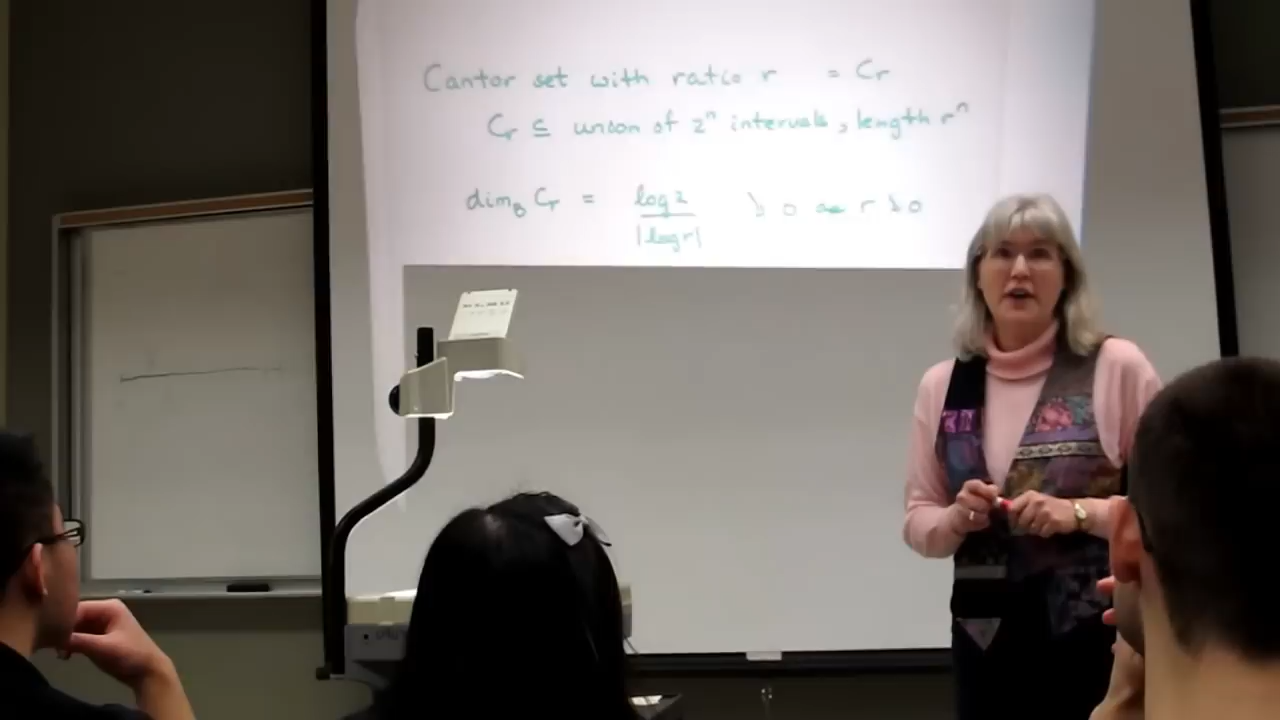 Cantor set with ratio r = Cr
Cr ⊆ union of 2ⁿ intervals, length rⁿ
dim_B Cr = log 2 / |log r| ↘ 0 as r ↘ 0